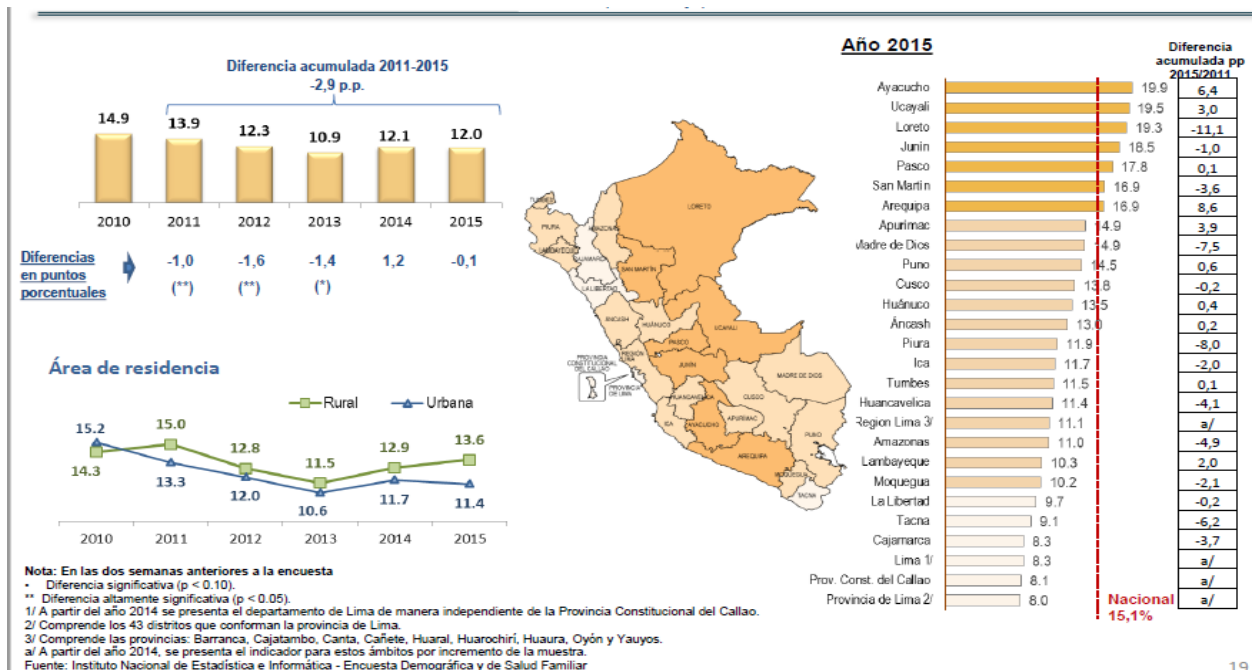 Diferencia acumulada 2011-2015
-2,9 p.p.
14.9
13.9
12.3
10.9
12.1
12.0
2010
2011
2012
2013
2014
2015
Diferencias en puntos porcentuales
-1,0
-1,6
-1,4
1,2
-0,1
(**)
(**)
(*)
Área de residencia
Rural
Urbana
15.2
15.0
12.8
11.5
12.9
13.6
14.3
13.3
12.0
10.6
11.7
11.4
2010
2011
2012
2013
2014
2015
TUMBES
PIURA
LAMBAYEQUE
AMAZONAS
CAJAMARCA
LORETO
SAN MARTÍN
LA LIBERTAD
ANCASH
HUÁNUCO
UCAYALI
PASCO
REGIÓN LIMA
PROVINCIA CONSTITUCIONAL DEL CALLAO
PROVINCIA DE LIMA
JUNÍN
MADRE DE DIOS
HUANCAVELICA
CUSCO
ICA
AYACUCHO
APURIMAC
PUNO
AREQUIPA
MOQUEGUA
TACNA
Año 2015
Diferencia
acumulada pp
2015/2011
Ayacucho 19.9 6,4
Ucayali 19.5 3,0
Loreto 19.3 -11,1
Junín 18.5 -1,0
Pasco 17.8 0,1
San Martín 16.9 -3,6
Arequipa 16.9 8,6
Apurimac 14.9 3,9
Madre de Dios 14.9 -7,5
Puno 14.5 0,6
Cusco 13.8 -0,2
Huánuco 13.5 0,4
Áncash 13.0 0,2
Piura 11.9 -8,0
Ica 11.7 -2,0
Tumbes 11.5 0,1
Huancavelica 11.4 -4,1
Region Lima 3/ 11.1 a/
Amazonas 11.0 -4,9
Lambayeque 10.3 2,0
Moquegua 10.2 -2,1
La Libertad 9.7 -0,2
Tacna 9.1 -6,2
Cajamarca 8.3 -3,7
Lima 1/ 8.3 a/
Prov. Const. del Callao 8.1 a/
Provincia de Lima 2/ 8.0 a/
Nacional
15,1%
Nota: En las dos semanas anteriores a la encuesta
• Diferencia significativa (p < 0.10).
** Diferencia altamente significativa (p < 0.05).
1/ A partir del año 2014 se presenta el departamento de Lima de manera independiente de la Provincia Constitucional del Callao.
2/ Comprende los 43 distritos que conforman la provincia de Lima.
3/ Comprende las provincias: Barranca, Cajatambo, Canta, Cañete, Huaral, Huarochirí, Huaura, Oyón y Yauyos.
a/ A partir del año 2014, se presenta el indicador para estos ámbitos por incremento de la muestra.
Fuente: Instituto Nacional de Estadística e Informática - Encuesta Demográfica y de Salud Familiar
19